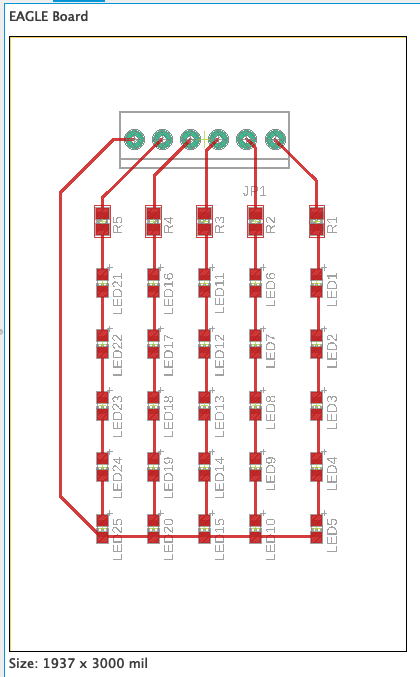 EAGLE Board
JP1
R5 R4 R3 R2 R1
LED21 LED16 LED11 LED6 LED1
LED22 LED17 LED12 LED7 LED2
LED23 LED18 LED13 LED8 LED3
LED24 LED19 LED14 LED9 LED4
LED25 LED20 LED15 LED10 LED5
Size: 1937 x 3000 mil